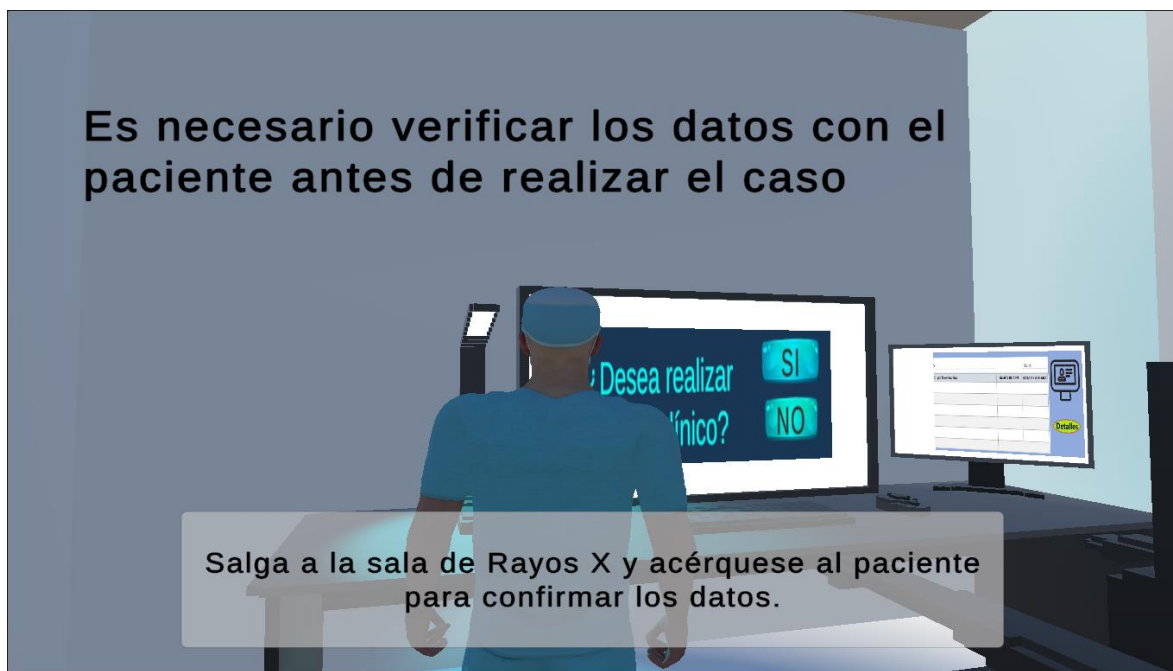 Es necesario verificar los datos con el
paciente antes de realizar el caso
¿Desea realizar
SI
línico?
NO
Detalles
Salga a la sala de Rayos X y acérquese al paciente
para confirmar los datos.